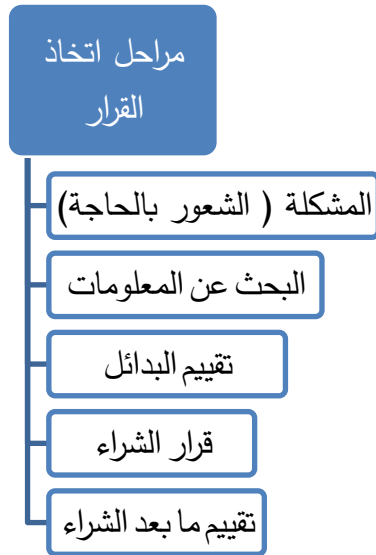 مراحل اتخاذ
القرار
المشكلة ( الشعور بالحاجة)
البحث عن المعلومات
تقييم البدائل
قرار الشراء
تقييم ما بعد الشراء